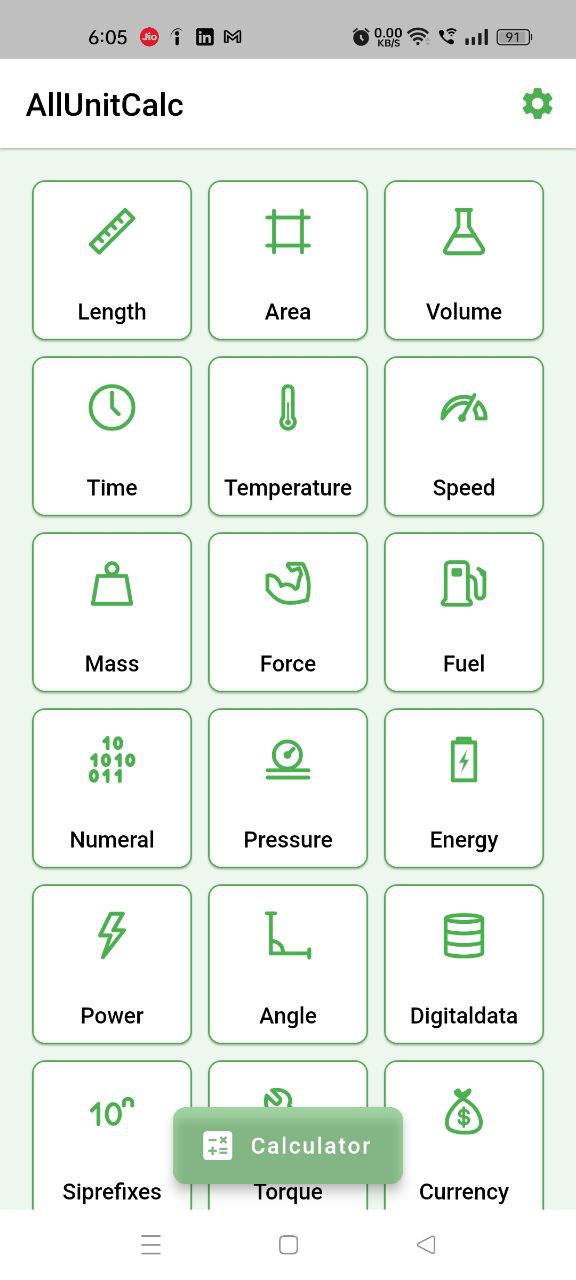 6:05 Jio in M 0.00 KB/S 91
AllUnitCalc
Length Area Volume
Time Temperature Speed
Mass Force Fuel
10
1010
011
Numeral Pressure Energy
Power Angle Digitaldata
10ⁿ $
Calculator
Siprefixes Torque Currency